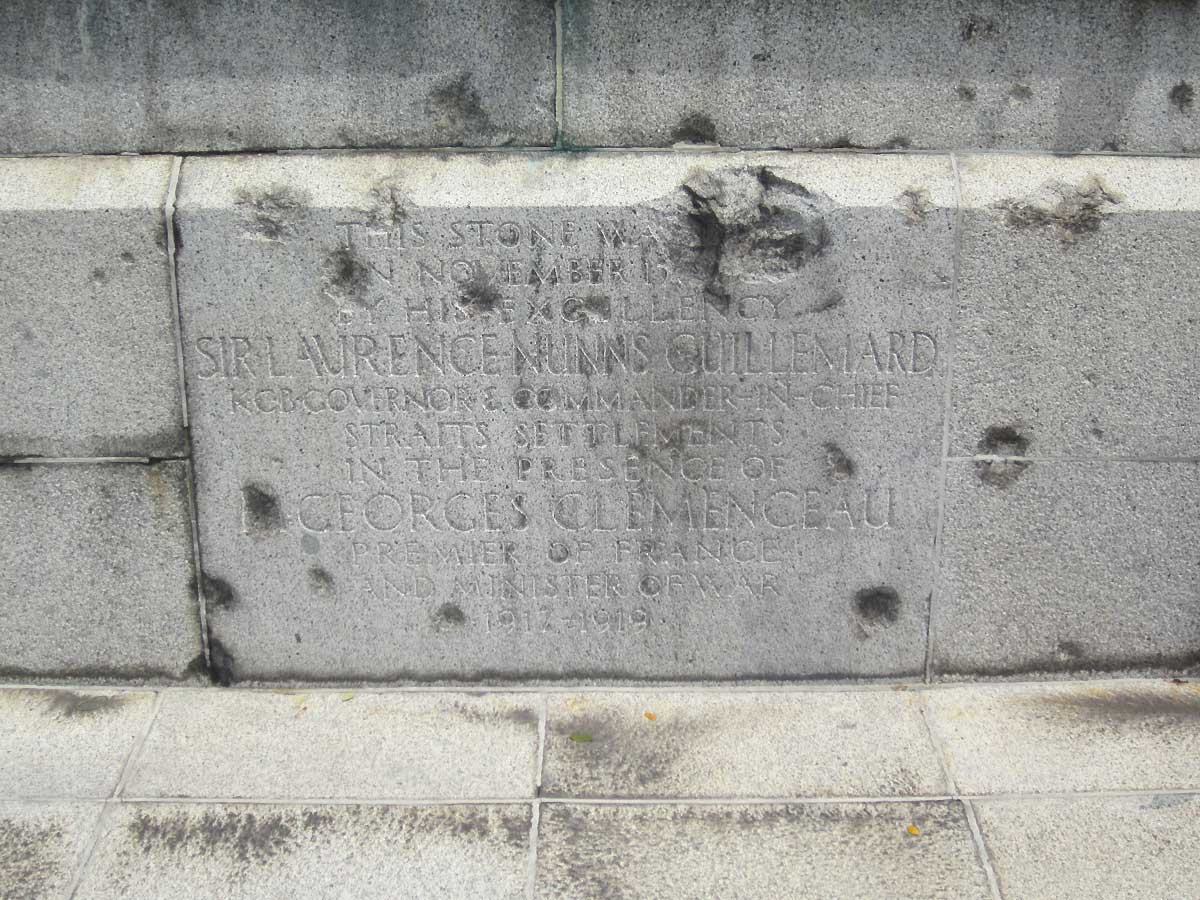 THIS STONE
NOVEMBER
BY HIS EXCELLENCY
SIR LAURENCE NUNNS GUILLEMARD
KCB GOVERNOR & COMMANDER-IN-CHIEF
STRAITS SETTLEMENTS
IN THE PRESENCE OF
GEORGES CLEMENCEAU
PREMIER OF FRANCE
AND MINISTER OF WAR
1917-1919